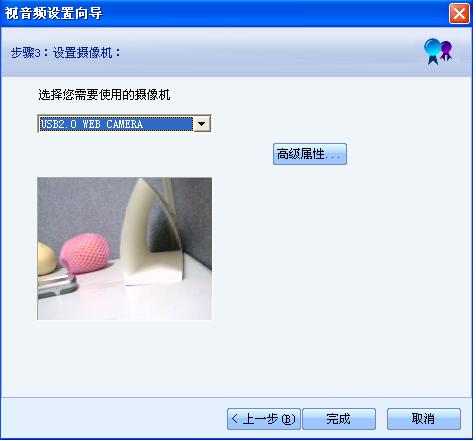 视音频设置向导
步骤3：设置摄像机：
选择您需要使用的摄像机
USB2.0 WEB CAMERA
高级属性...
< 上一步(B)
完成
取消